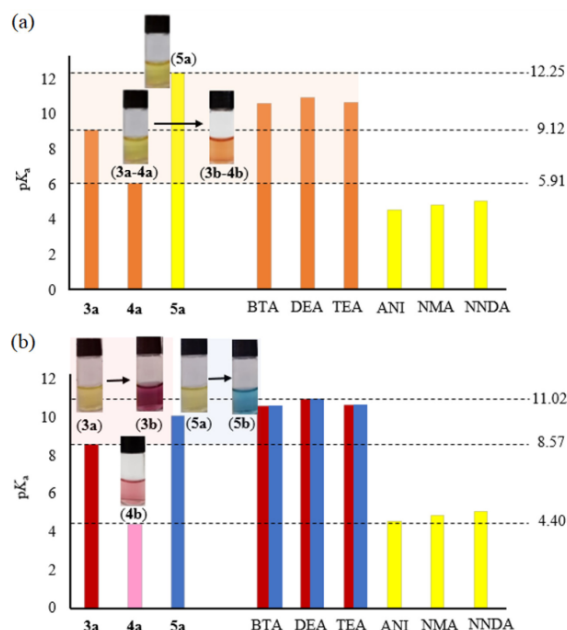 (a)
12
10
8
6
4
2
0
pKa
(5a)
(3a-4a)
(3b-4b)
12.25
9.12
5.91
3a 4a 5a BTA DEA TEA ANI NMA NNDA
(b)
12
10
8
6
4
2
0
pKa
(3a) (3b) (5a) (5b)
(4b)
11.02
8.57
4.40
3a 4a 5a BTA DEA TEA ANI NMA NNDA